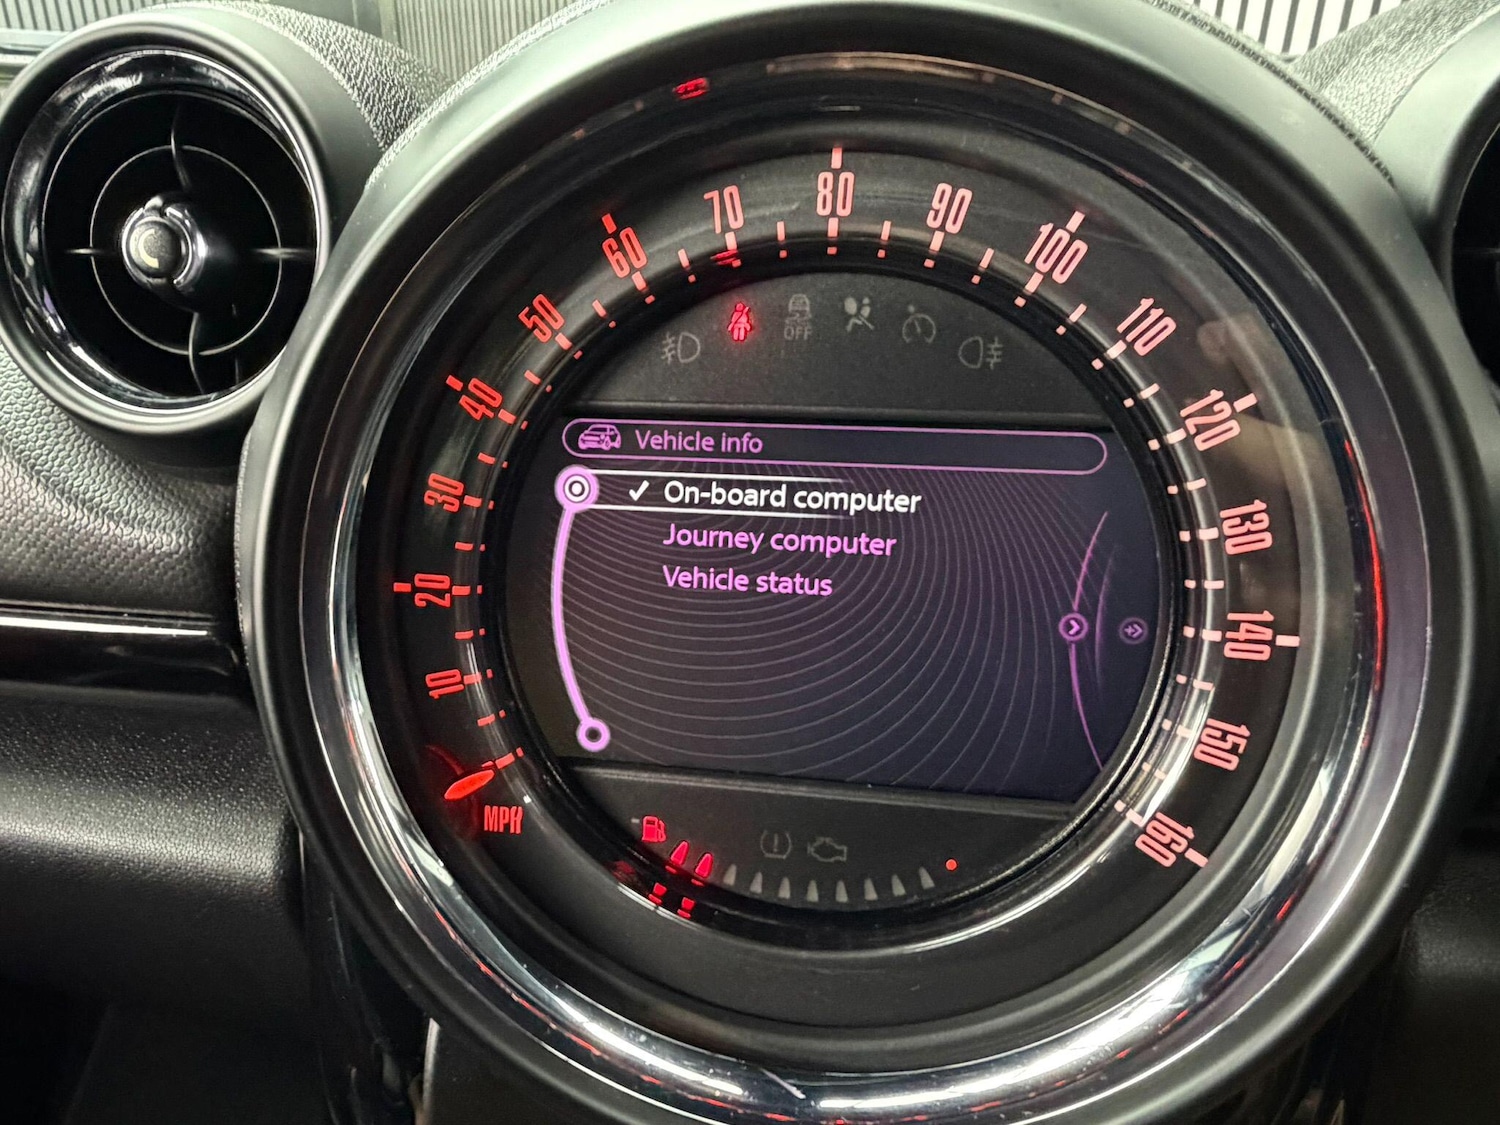 80
70
90
60
100
50
110
40
120
30
130
20
140
10
150
MPH
160
OFF
Vehicle info
On-board computer
Journey computer
Vehicle status